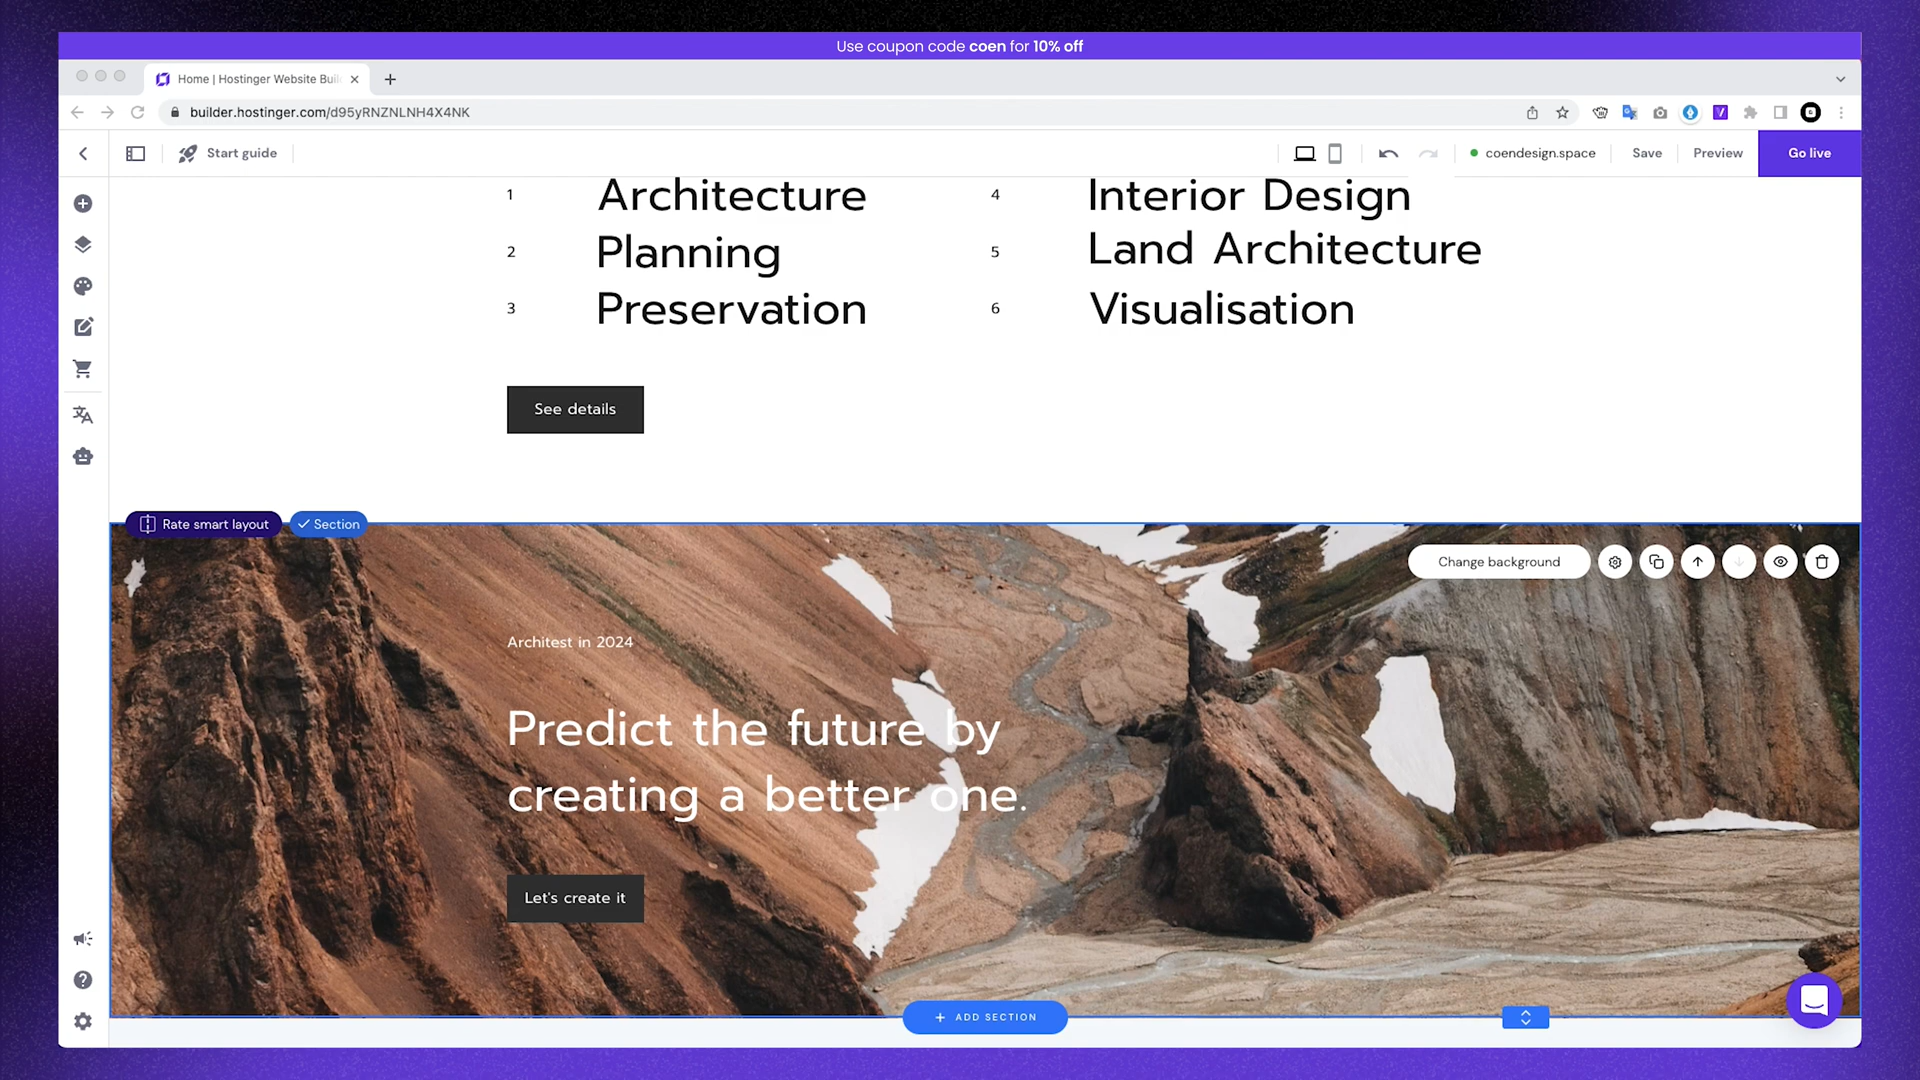 Use coupon code coen for 10% off
Home | Hostinger Website Buil
builder.hostinger.com/d95yRNZNLNH4X4NK
Start guide
coendesign.space
Save
Preview
Go live
1 Architecture
4 Interior Design
2 Planning
5 Land Architecture
3 Preservation
6 Visualisation
See details
Rate smart layout
Section
Change background
Architest in 2024
Predict the future by
creating a better one.
Let's create it
+ ADD SECTION